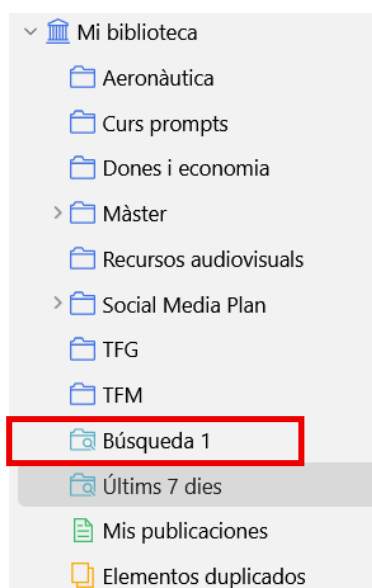 Mi biblioteca
Aeronàutica
Curs prompts
Dones i economia
Màster
Recursos audiovisuals
Social Media Plan
TFG
TFM
Búsqueda 1
Últims 7 dies
Mis publicaciones
Elementos duplicados